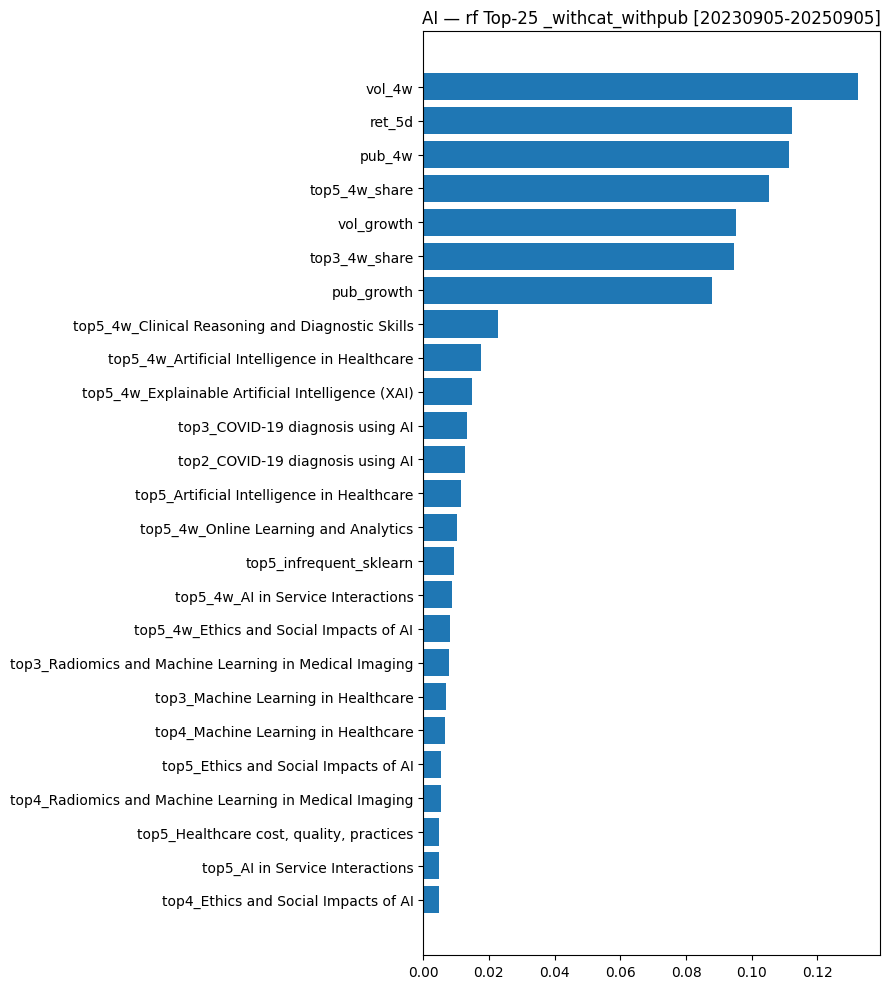 AI — rf Top-25 _withcat_withpub [20230905-20250905]
vol_4w
ret_5d
pub_4w
top5_4w_share
vol_growth
top3_4w_share
pub_growth
top5_4w_Clinical Reasoning and Diagnostic Skills
top5_4w_Artificial Intelligence in Healthcare
top5_4w_Explainable Artificial Intelligence (XAI)
top3_COVID-19 diagnosis using AI
top2_COVID-19 diagnosis using AI
top5_Artificial Intelligence in Healthcare
top5_4w_Online Learning and Analytics
top5_infrequent_sklearn
top5_4w_AI in Service Interactions
top5_4w_Ethics and Social Impacts of AI
top3_Radiomics and Machine Learning in Medical Imaging
top3_Machine Learning in Healthcare
top4_Machine Learning in Healthcare
top5_Ethics and Social Impacts of AI
top4_Radiomics and Machine Learning in Medical Imaging
top5_Healthcare cost, quality, practices
top5_AI in Service Interactions
top4_Ethics and Social Impacts of AI
0.00 0.02 0.04 0.06 0.08 0.10 0.12